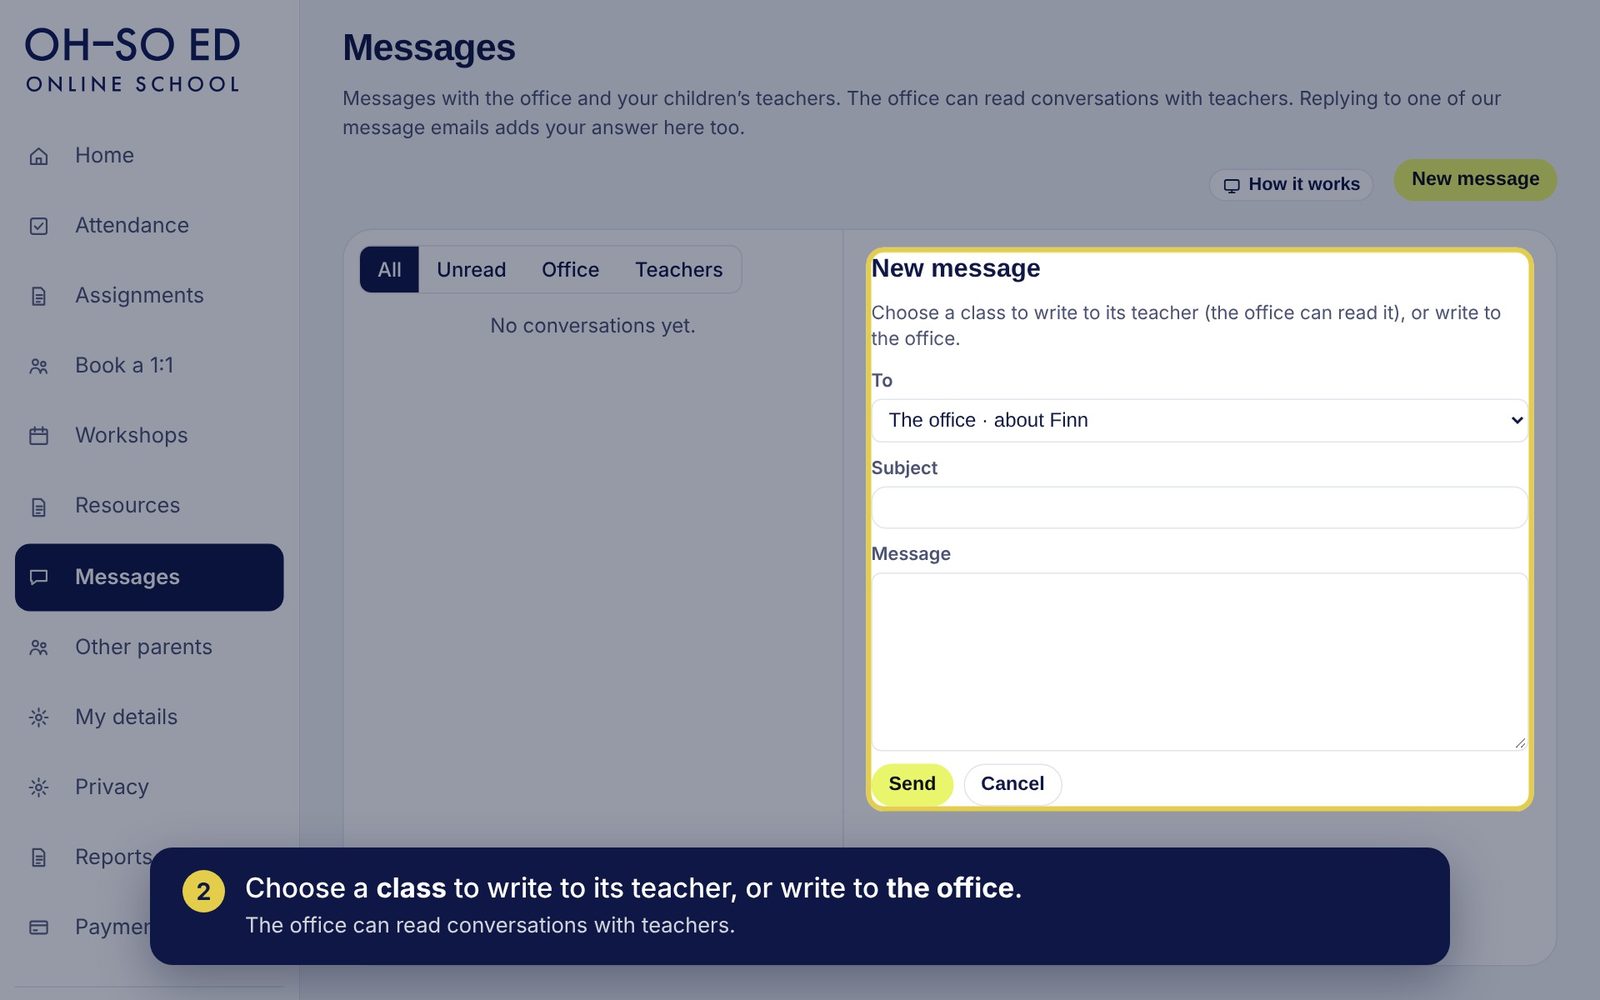 OH–SO ED
ONLINE SCHOOL
Home
Attendance
Assignments
Book a 1:1
Workshops
Resources
Messages
Other parents
My details
Privacy
Reports
Messages
Messages with the office and your children’s teachers. The office can read conversations with teachers. Replying to one of our
message emails adds your answer here too.
How it works
New message
All
Unread
Office
Teachers
No conversations yet.
New message
Choose a class to write to its teacher (the office can read it), or write to
the office.
To
The office · about Finn
Subject
Message
Send
Cancel
2
Choose a class to write to its teacher, or write to the office.
The office can read conversations with teachers.